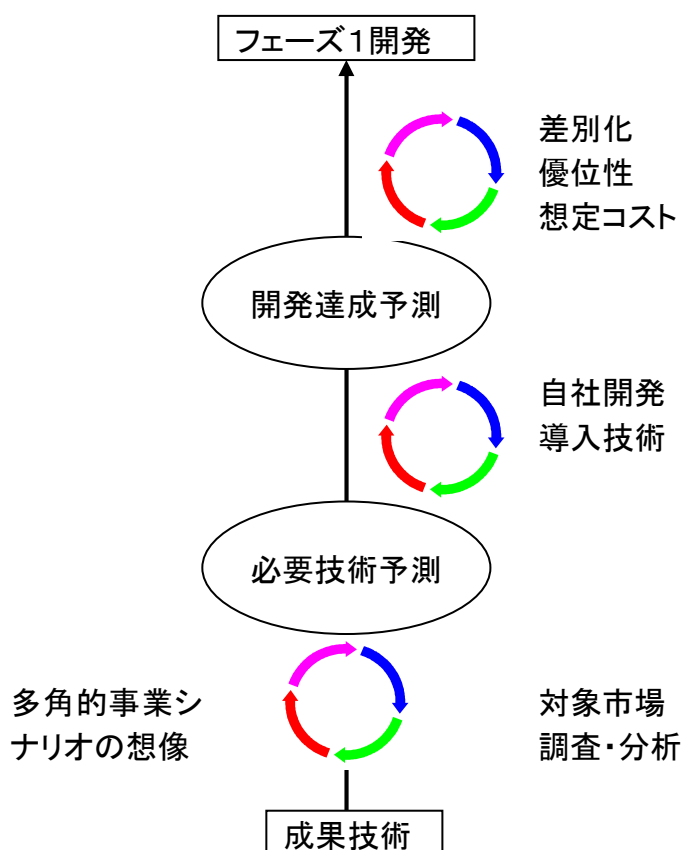 フェーズ１開発
差別化
優位性
想定コスト
開発達成予測
自社開発
導入技術
必要技術予測
多角的事業シ
ナリオの想像
対象市場
調査・分析
成果技術